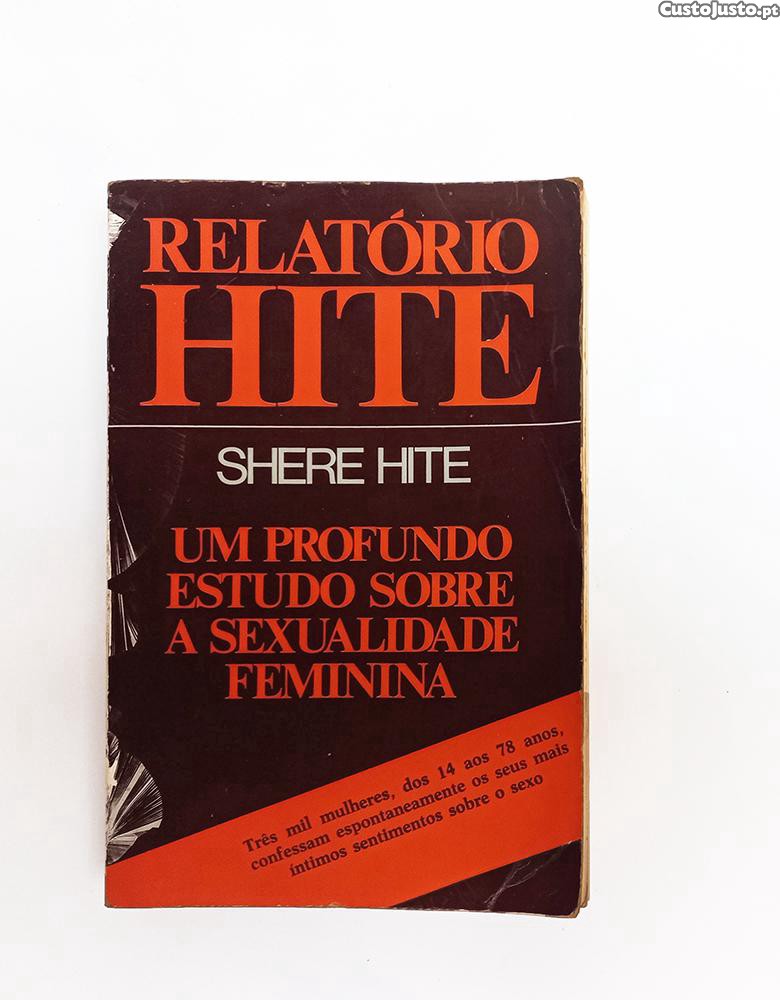 CustoJusto.pt
RELATÓRIO
HITE
SHERE HITE
UM PROFUNDO
ESTUDO SOBRE
A SEXUALIDADE
FEMININA
Três mil mulheres, dos 14 aos 78 anos,
confessam espontaneamente os seus mais
íntimos sentimentos sobre o sexo